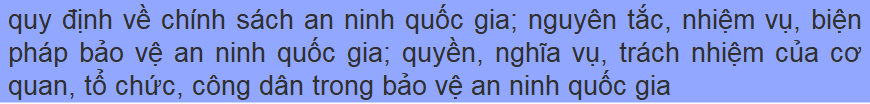 quy định về chính sách an ninh quốc gia; nguyên tắc, nhiệm vụ, biện
pháp bảo vệ an ninh quốc gia; quyền, nghĩa vụ, trách nhiệm của cơ
quan, tổ chức, công dân trong bảo vệ an ninh quốc gia